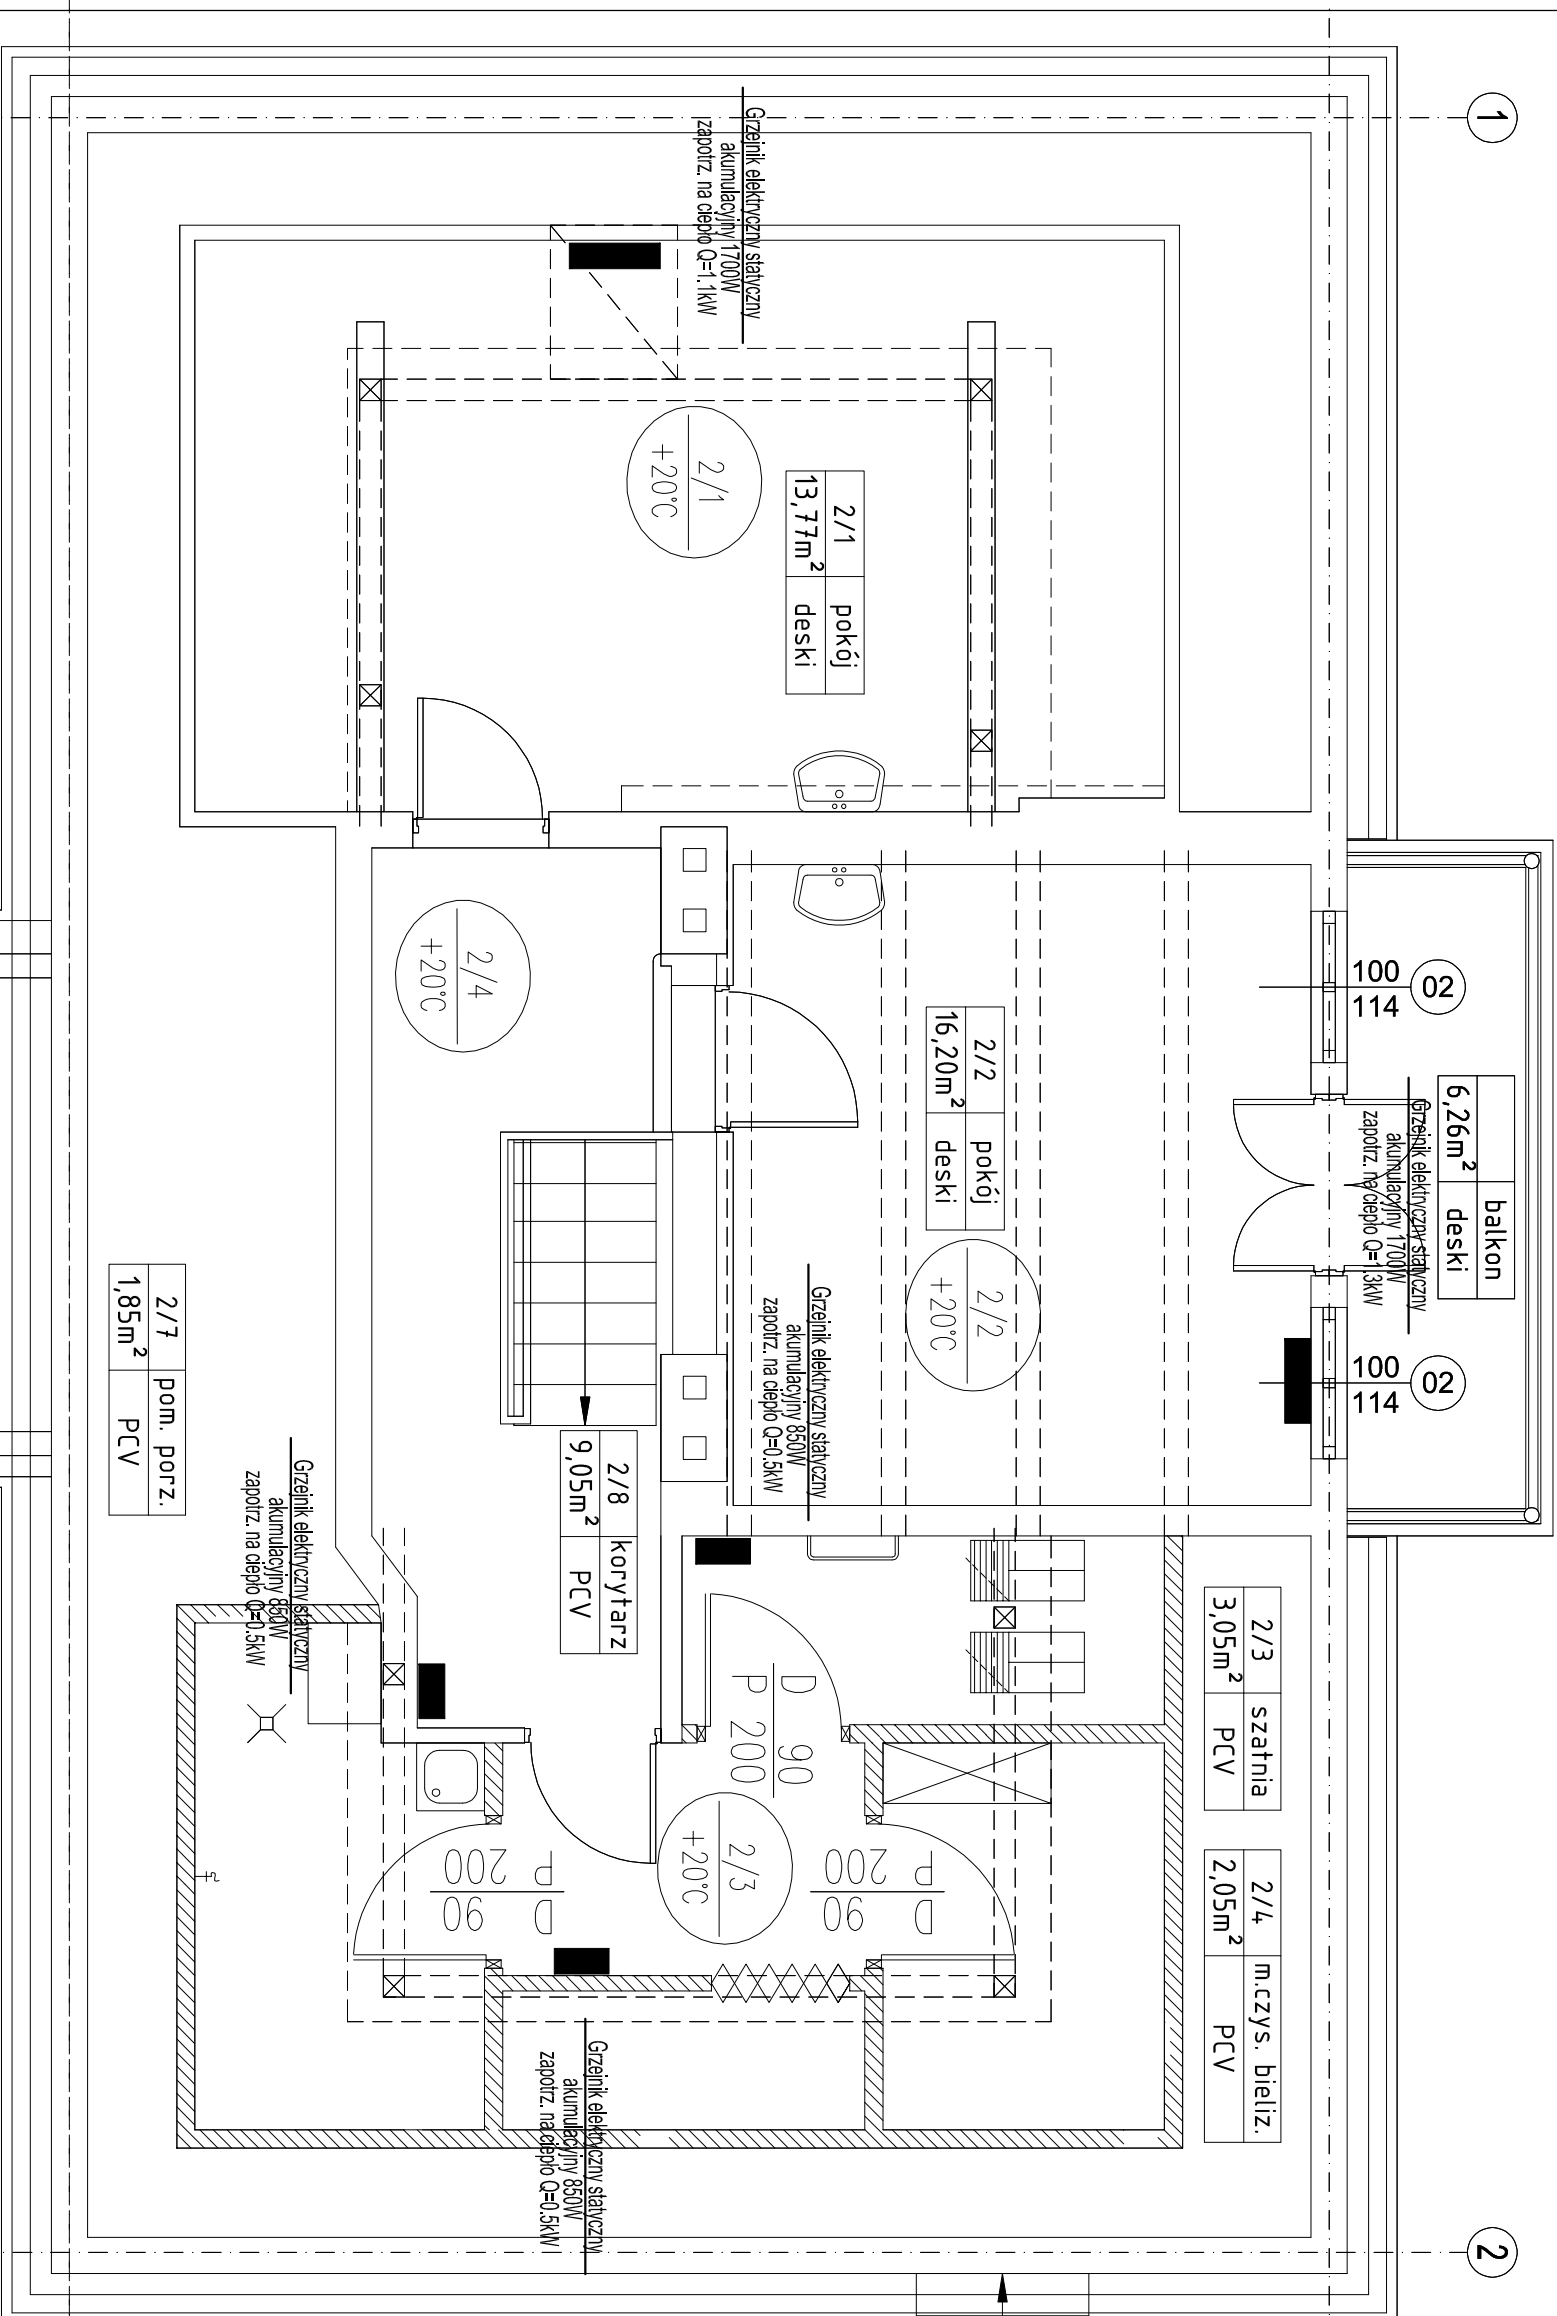 1
Grzejnik elektryczny statyczny
akumulacyjny 1700W
zapotrz. na ciepło Q=1.1kW
2/1
+20°C
2/1 pokój
13,77m² deski
2/4
+20°C
100
114
02
2/2 pokój
16,20m² deski
balkon
6,26m² deski
Grzejnik elektryczny statyczny
akumulacyjny 1700W
zapotrz. na ciepło Q=1.3kW
2/2
+20°C
100
114
02
Grzejnik elektryczny statyczny
akumulacyjny 850W
zapotrz. na ciepło Q=0.5kW
2/7 pom. porz.
1,85m² PCV
2/8 korytarz
9,05m² PCV
Grzejnik elektryczny statyczny
akumulacyjny 850W
zapotrz. na ciepło Q=0.5kW
2/3 szatnia
3,05m² PCV
2/4 m.czys. bieliz.
2,05m² PCV
D 90
P 200
2/3
+20°C
D 90
P 200
D 90
P 200
Grzejnik elektryczny statyczny
akumulacyjny 850W
zapotrz. na ciepło Q=0.5kW
2